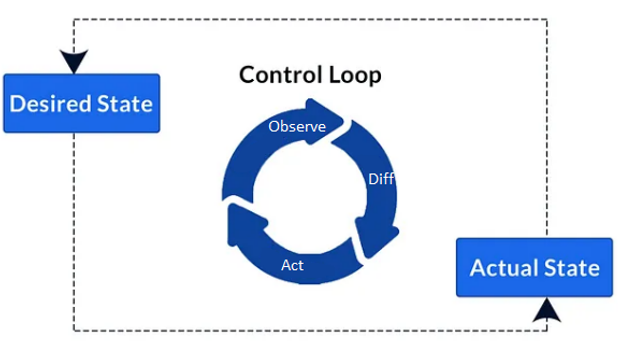 Control Loop
Desired State
Observe
Diff
Act
Actual State